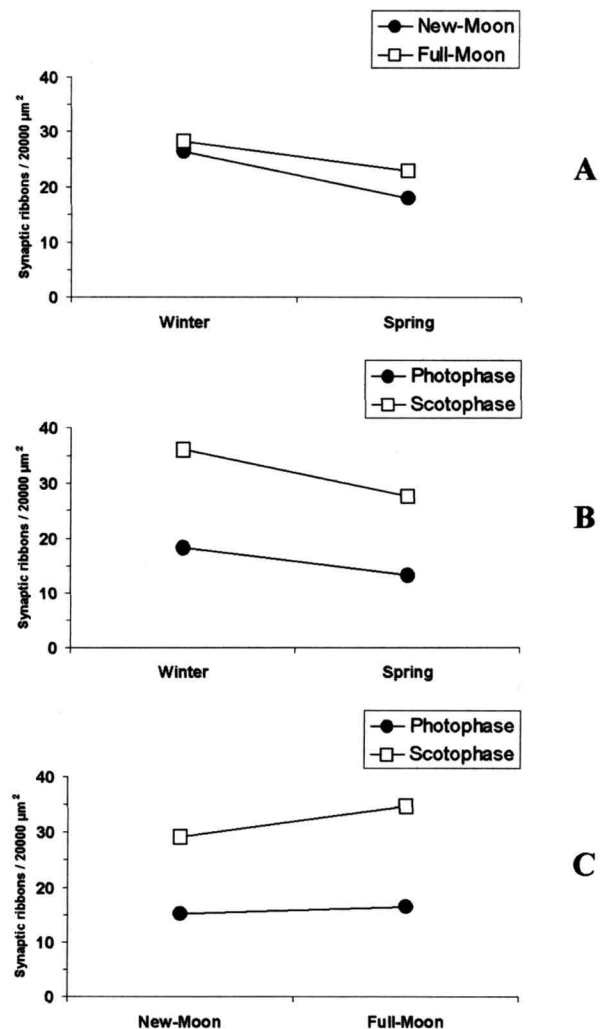 New-Moon
Full-Moon
Synaptic ribbons / 20000 µm²
40
30
20
10
0
Winter Spring
A
Photophase
Scotophase
Synaptic ribbons / 20000 µm²
40
30
20
10
0
Winter Spring
B
Photophase
Scotophase
Synaptic ribbons / 20000 µm²
40
30
20
10
0
New-Moon Full-Moon
C